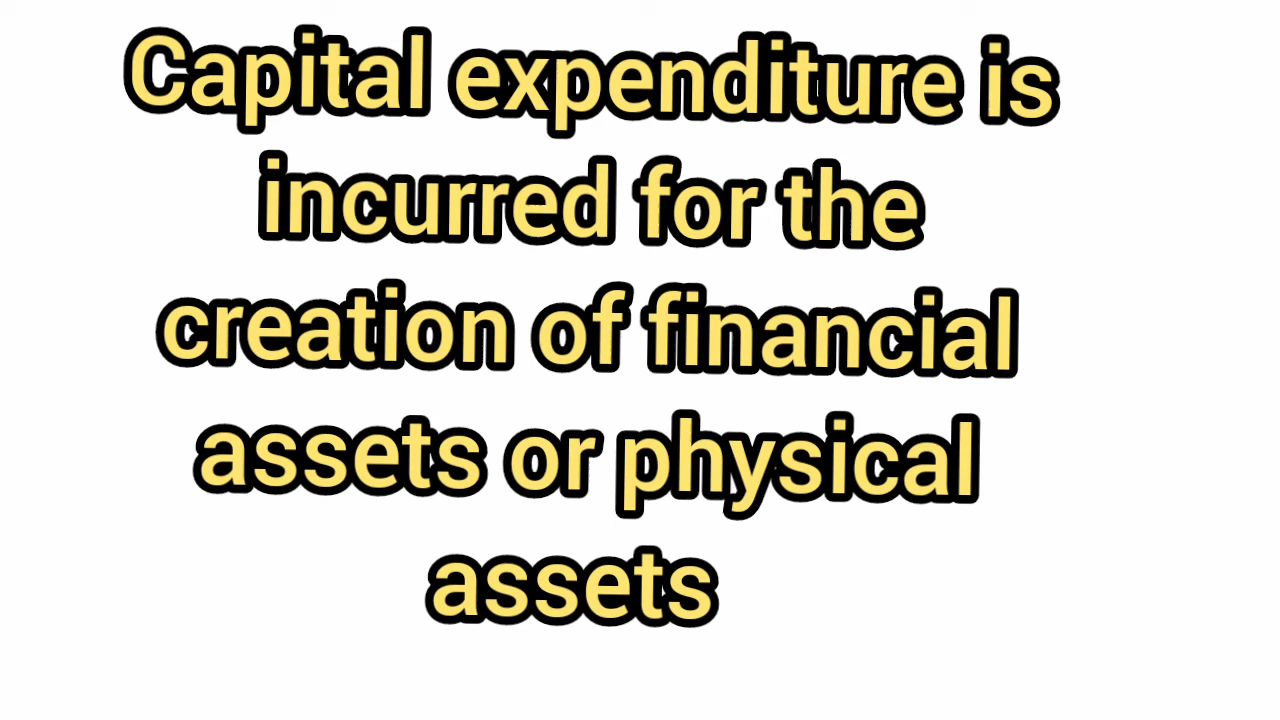 Capital expenditure is
incurred for the
creation of financial
assets or physical
assets